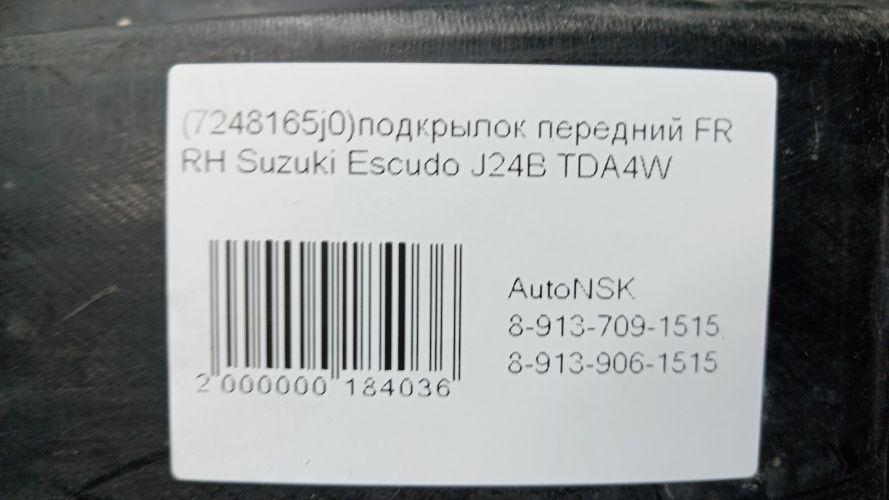 (7248165j0)подкрылок передний FR
RH Suzuki Escudo J24B TDA4W
AutoNSK
8-913-709-1515
8-913-906-1515
2 000000 184036